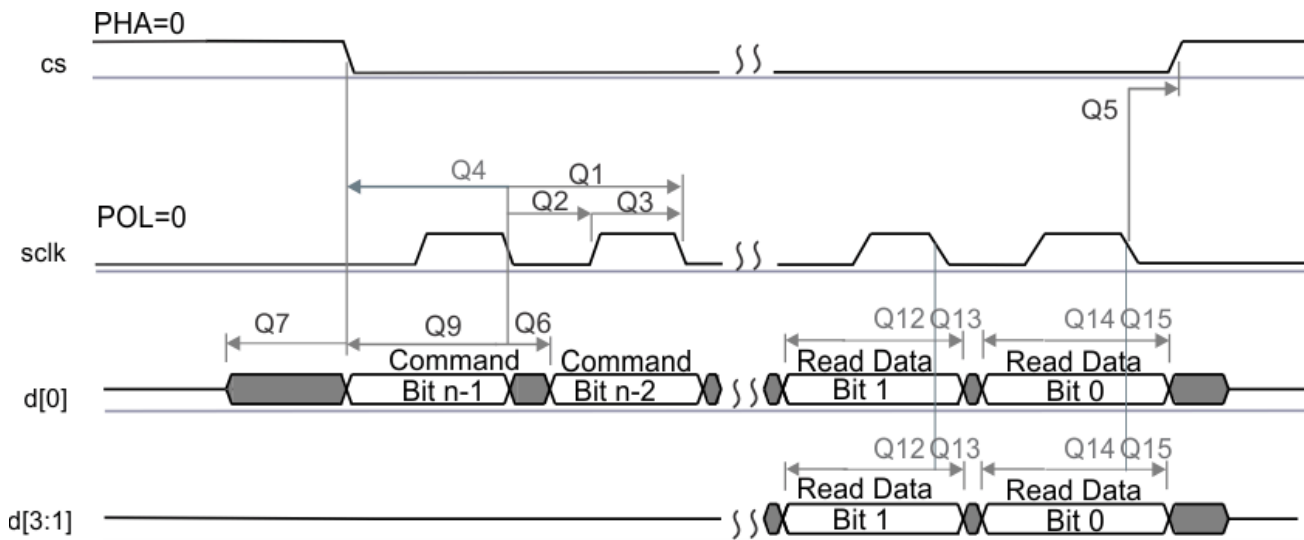 PHA=0
cs
Q5
Q4 Q1
Q2 Q3
POL=0
sclk
Q7 Q9 Q6 Q12 Q13 Q14 Q15
Command Command Read Data Read Data
d[0] Bit n-1 Bit n-2 Bit 1 Bit 0
Q12 Q13 Q14 Q15
Read Data Read Data
d[3:1] Bit 1 Bit 0